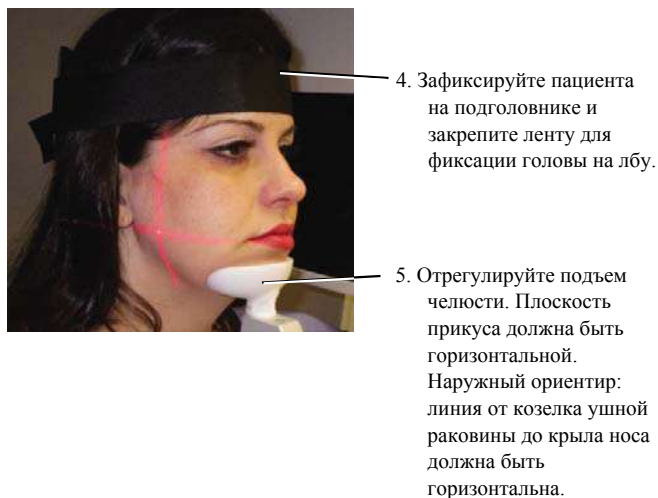 4. Зафиксируйте пациента
на подголовнике и
закрепите ленту для
фиксации головы на лбу.
5. Отрегулируйте подъем
челюсти. Плоскость
прикуса должна быть
горизонтальной.
Наружный ориентир:
линия от козелка ушной
раковины до крыла носа
должна быть
горизонтальна.